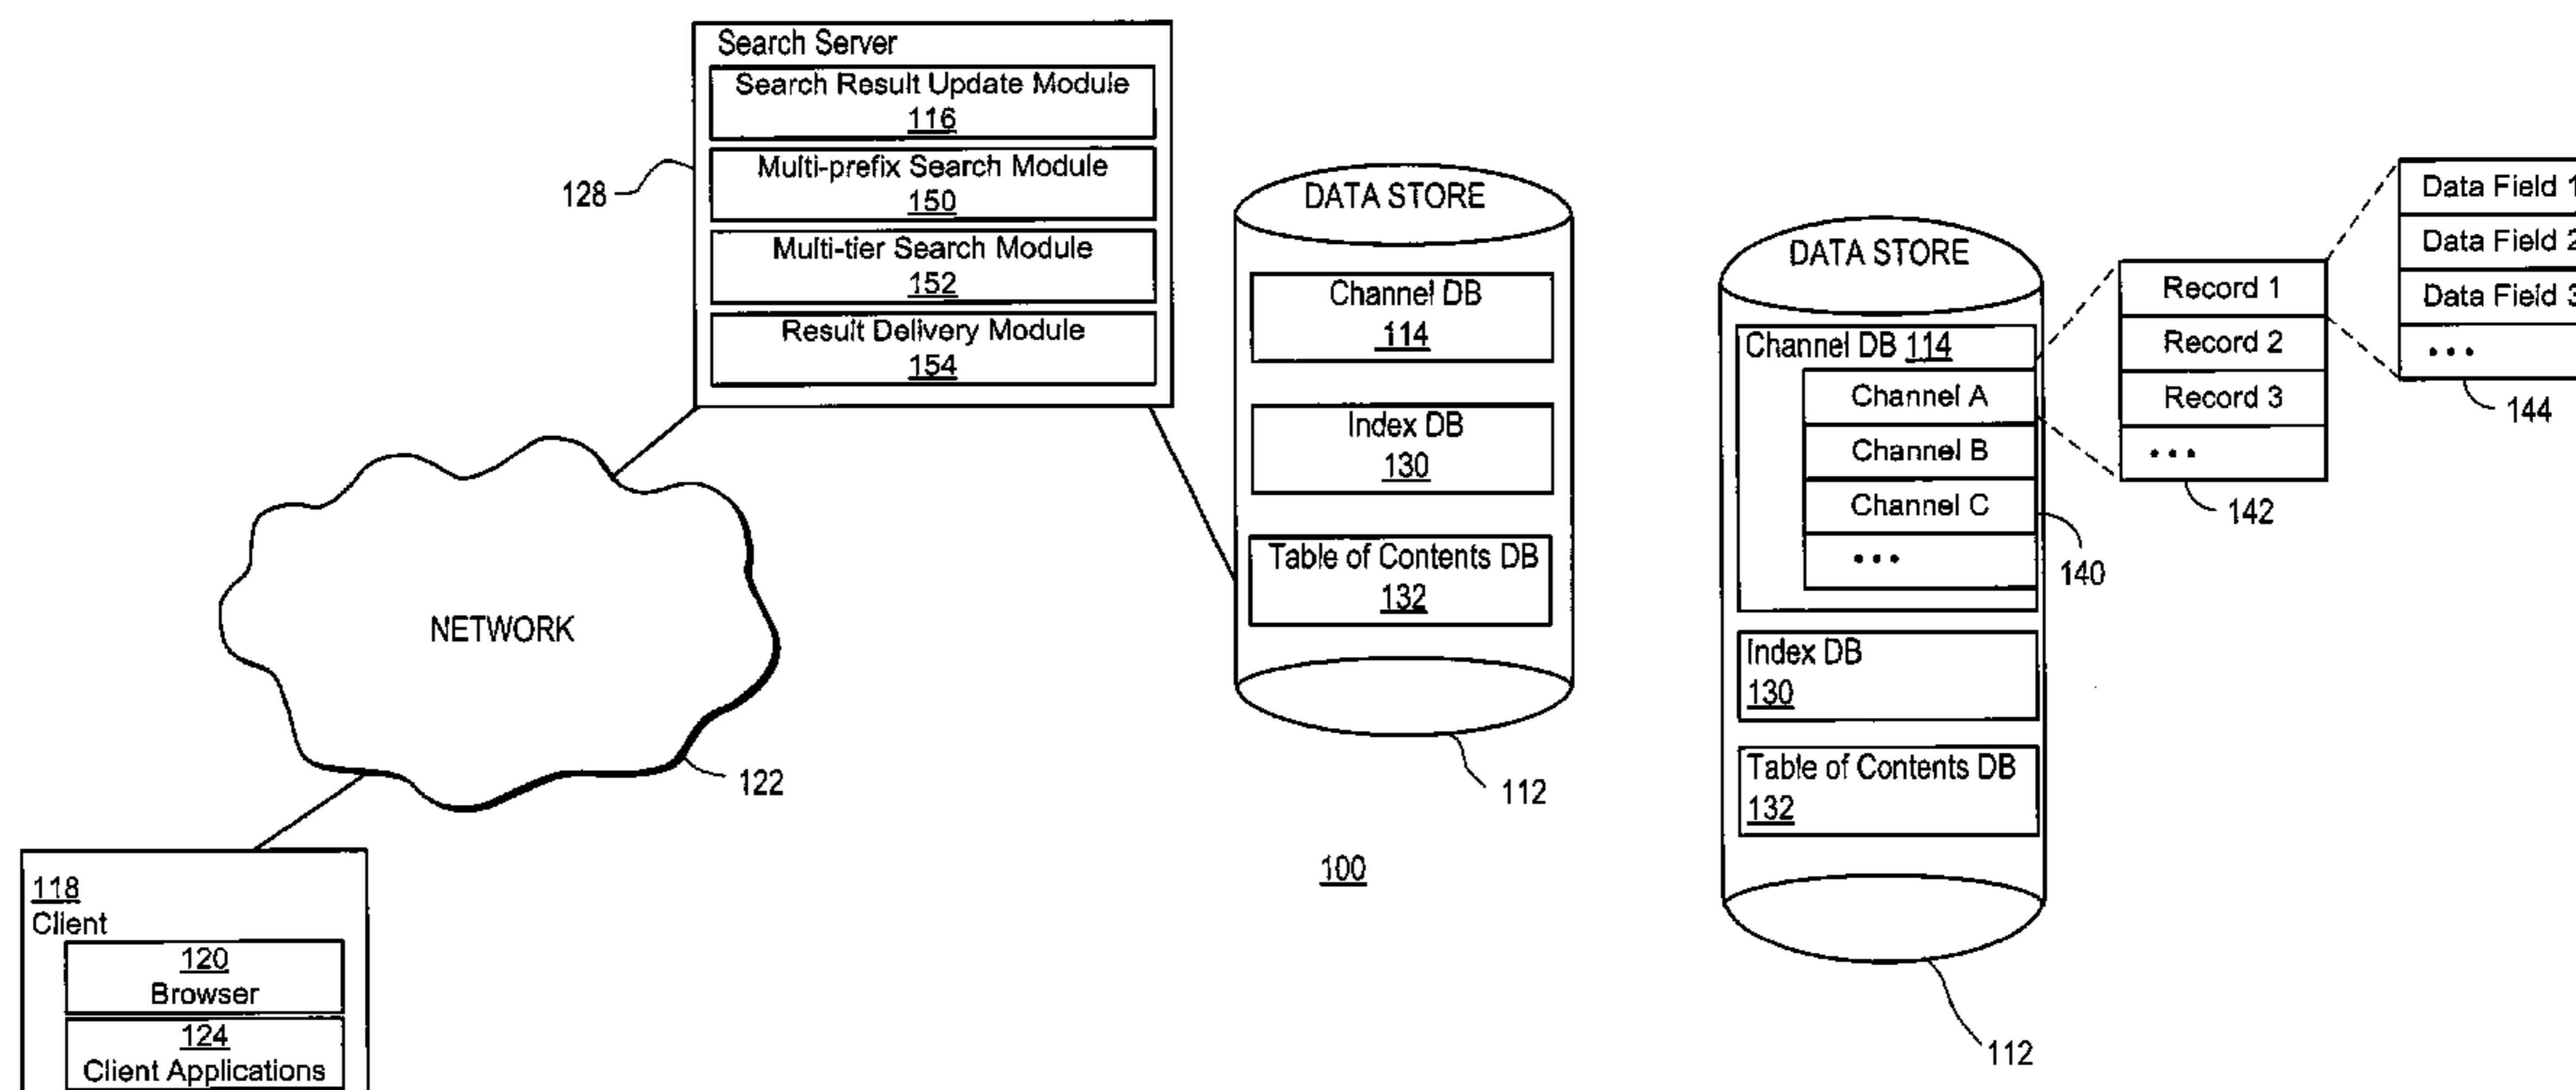 Search Server
Search Result Update Module
116
Multi-prefix Search Module
150
Multi-tier Search Module
152
Result Delivery Module
154
128
NETWORK
122
118
Client
120
Browser
124
Client Applications
DATA STORE
Channel DB
114
Index DB
130
Table of Contents DB
132
112
100
DATA STORE
Channel DB 114
Channel A
Channel B
Channel C
•••
140
Index DB
130
Table of Contents DB
132
112
Record 1
Record 2
Record 3
•••
142
Data Field 1
Data Field 2
Data Field 3
•••
144